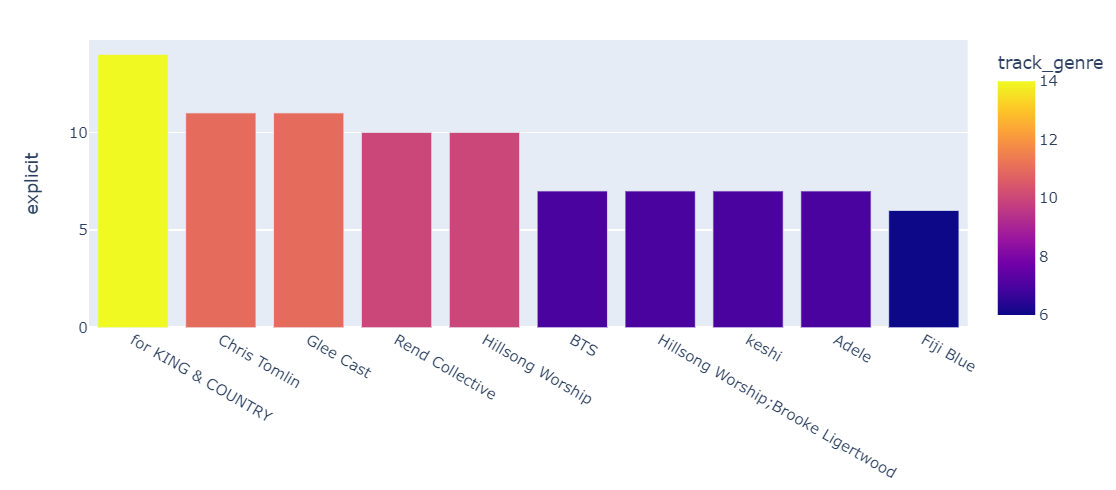 track_genre
explicit
10
5
0
14
12
10
8
6
for KING & COUNTRY
Chris Tomlin
Glee Cast
Rend Collective
Hillsong Worship
BTS
Hillsong Worship;Brooke Ligertwood
keshi
Adele
Fiji Blue